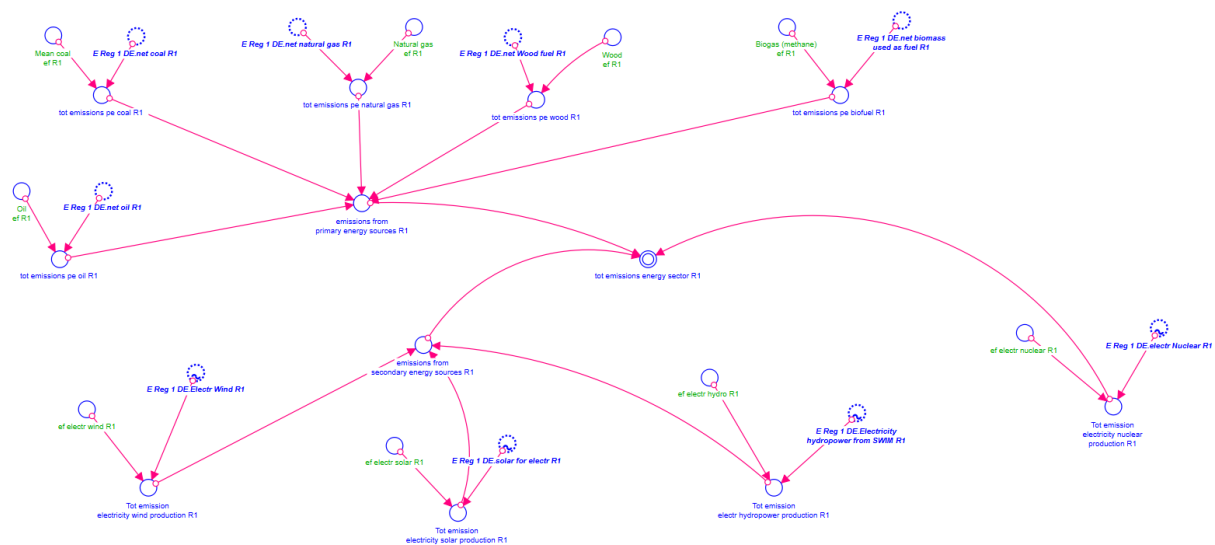 Mean coal
ef R1
E Reg 1 DE.net coal R1
tot emissions pe coal R1
E Reg 1 DE.net natural gas R1
Natural gas
ef R1
tot emissions pe natural gas R1
E Reg 1 DE.net Wood fuel R1
Wood
ef R1
tot emissions pe wood R1
Biogas (methane)
ef R1
E Reg 1 DE.net biomass
used as fuel R1
tot emissions pe biofuel R1
Oil
ef R1
E Reg 1 DE.net oil R1
tot emissions pe oil R1
emissions from
primary energy sources R1
tot emissions energy sector R1
emissions from
secondary energy sources R1
ef electr nuclear R1
E Reg 1 DE.electr Nuclear R1
Tot emission
electricity nuclear
production R1
E Reg 1 DE.Electr Wind R1
ef electr wind R1
Tot emission
electricity wind production R1
ef electr solar R1
E Reg 1 DE.solar for electr R1
Tot emission
electricity solar production R1
ef electr hydro R1
E Reg 1 DE.Electricity
hydropower from SWIM R1
Tot emission
electr hydropower production R1